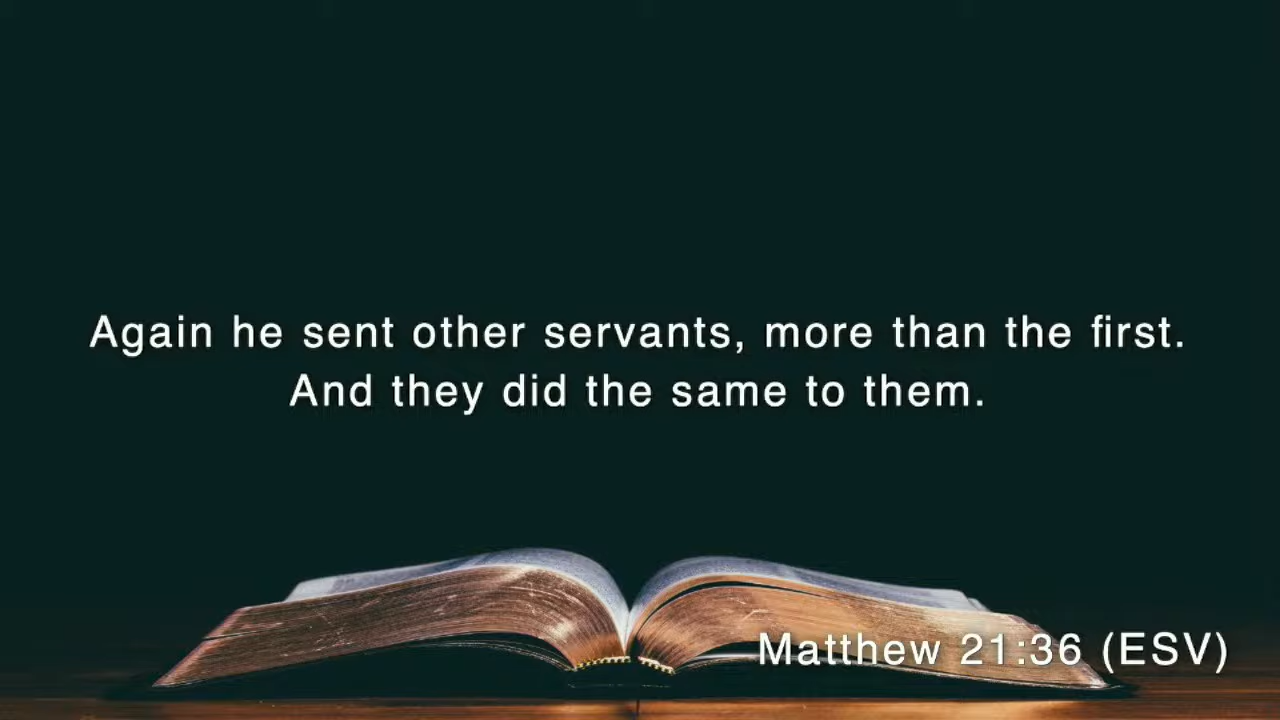 Again he sent other servants, more than the first.
And they did the same to them.
Matthew 21:36 (ESV)